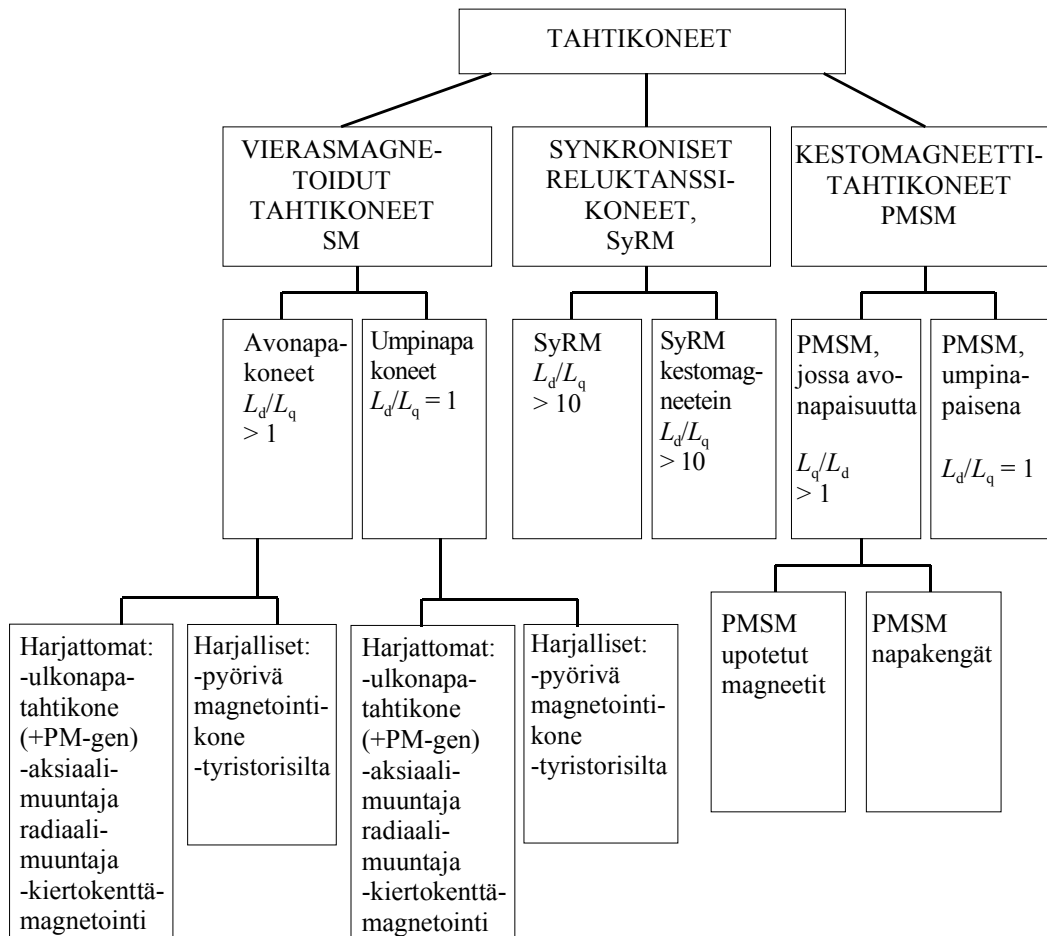 TAHTIKONEET
VIERASMAGNE-
TOIDUT
TAHTIKONEET
SM
SYNKRONISET
RELUKTANSSI-
KONEET,
SyRM
KESTOMAGNEETTI-
TAHTIKONEET
PMSM
Avonapa-
koneet
Ld/Lq
> 1
Umpinapa
koneet
Ld/Lq = 1
SyRM
Ld/Lq
> 10
SyRM
kestomag-
neetein
Ld/Lq
> 10
PMSM,
jossa avo-
napaisuutta
Lq/Ld
> 1
PMSM,
umpina-
paisena
Ld/Lq = 1
Harjattomat:
-ulkonapa-
tahtikone
(+PM-gen)
-aksiaali-
muuntaja
radiaali-
muuntaja
-kiertokenttä-
magnetointi
Harjalliset:
-pyörivä
magnetointi-
kone
-tyristorisilta
Harjattomat:
-ulkonapa-
tahtikone
(+PM-gen)
-aksiaali-
muuntaja
radiaali-
muuntaja
-kiertokenttä-
magnetointi
Harjalliset:
-pyörivä
magnetointi-
kone
-tyristorisilta
PMSM
upotetut
magneetit
PMSM
napakengät